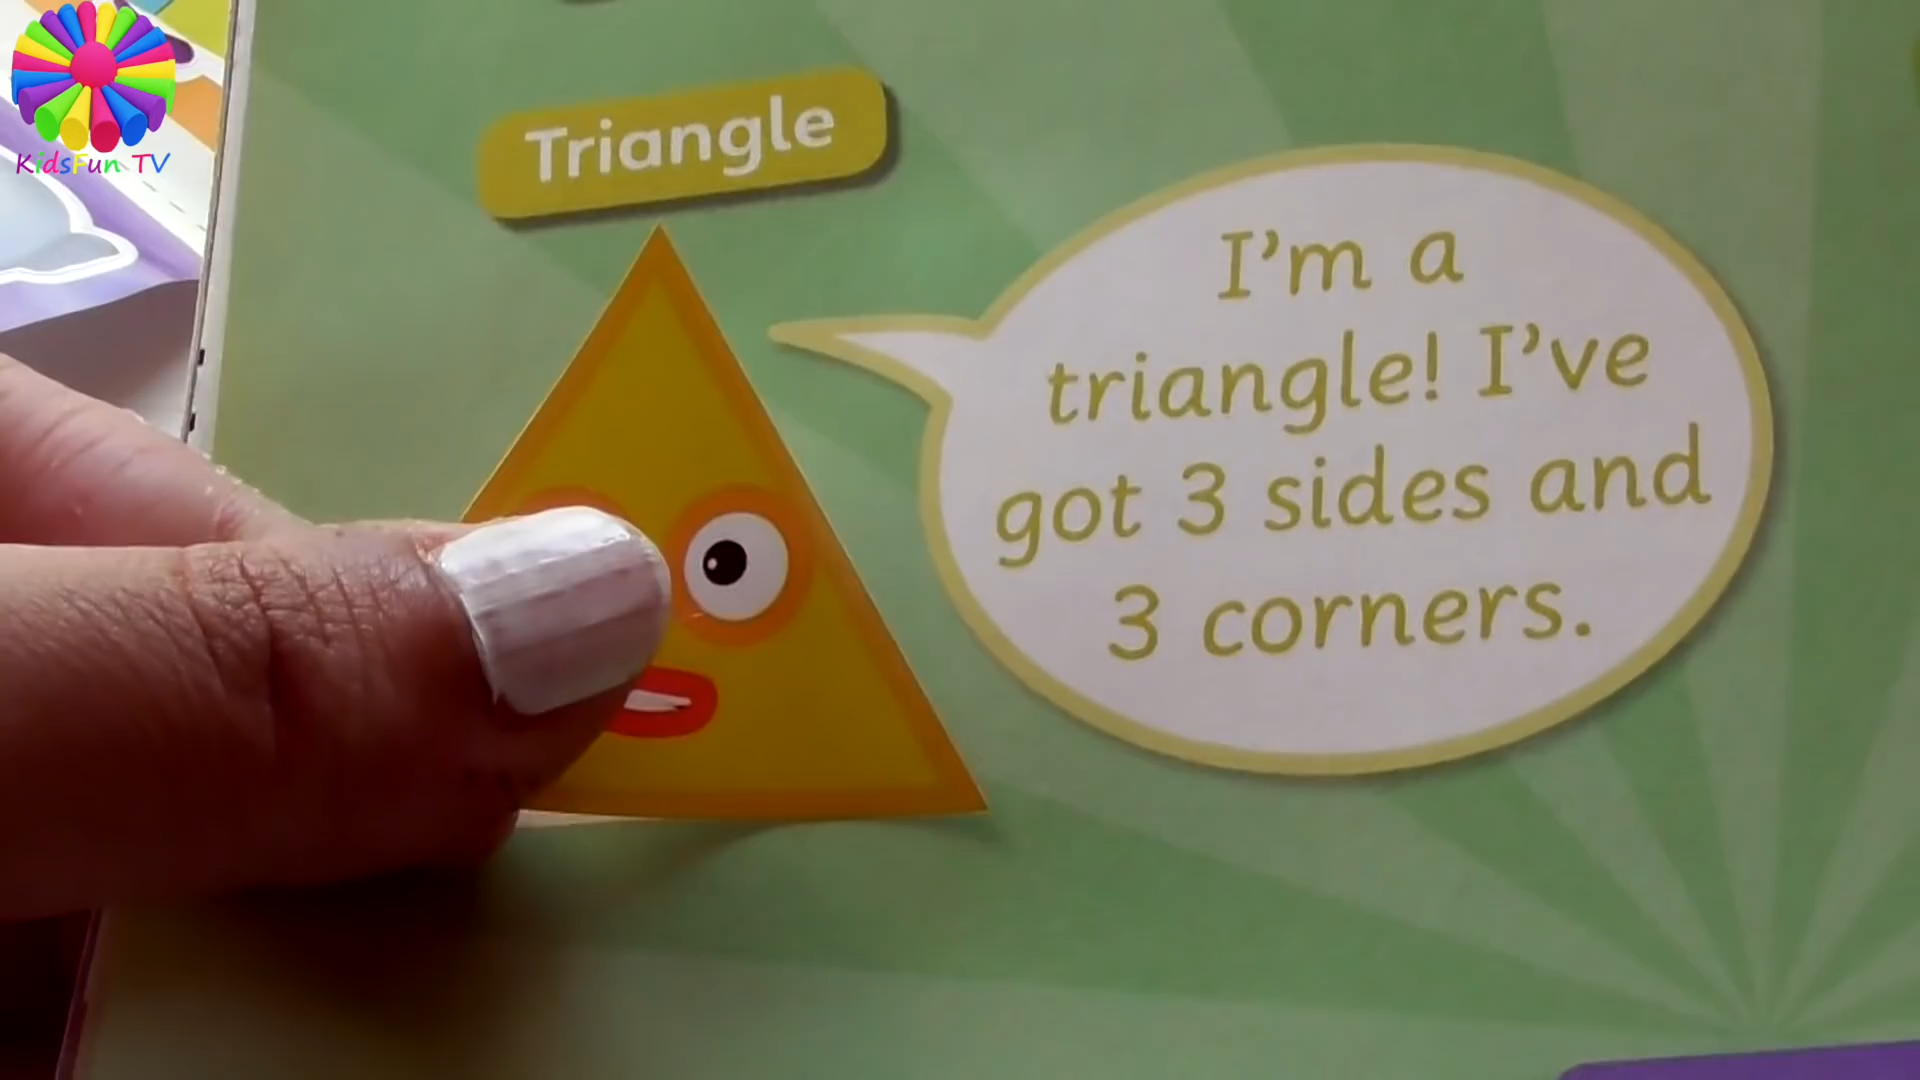 KidsFun TV
Triangle
I'm a
triangle! I've
got 3 sides and
3 corners.